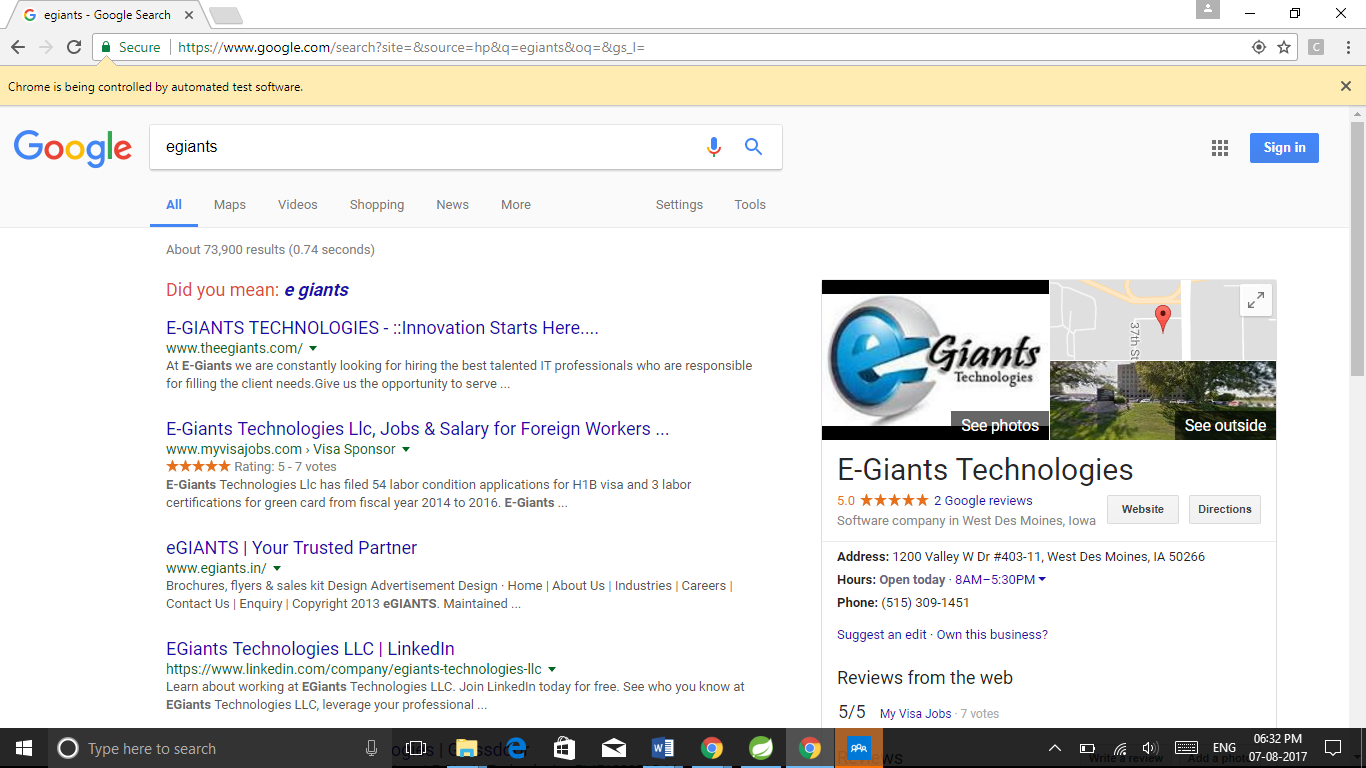 egiants - Google Search
Secure
https://www.google.com/search?site=&source=hp&q=egiants&oq=&gs_l=
C
Chrome is being controlled by automated test software.
Google
egiants
Sign in
All Maps Videos Shopping News More Settings Tools
About 73,900 results (0.74 seconds)
Did you mean: e giants
E-GIANTS TECHNOLOGIES - ::Innovation Starts Here....
www.theegiants.com/
At E-Giants we are constantly looking for hiring the best talented IT professionals who are responsible
for filling the client needs.Give us the opportunity to serve ...
E-Giants Technologies Llc, Jobs & Salary for Foreign Workers ...
www.myvisajobs.com › Visa Sponsor
Rating: 5 - 7 votes
E-Giants Technologies Llc has filed 54 labor condition applications for H1B visa and 3 labor
certifications for green card from fiscal year 2014 to 2016. E-Giants ...
eGIANTS | Your Trusted Partner
www.egiants.in/
Brochures, flyers & sales kit Design Advertisement Design · Home | About Us | Industries | Careers |
Contact Us | Enquiry | Copyright 2013 eGIANTS. Maintained ...
EGiants Technologies LLC | LinkedIn
https://www.linkedin.com/company/egiants-technologies-llc
Learn about working at EGiants Technologies LLC. Join LinkedIn today for free. See who you know at
EGiants Technologies LLC, leverage your professional ...
e Giants
Technologies
37th St
See photos
See outside
E-Giants Technologies
5.0 2 Google reviews
Software company in West Des Moines, Iowa
Website
Directions
Address: 1200 Valley W Dr #403-11, West Des Moines, IA 50266
Hours: Open today · 8AM–5:30PM
Phone: (515) 309-1451
Suggest an edit · Own this business?
Reviews from the web
5/5 My Visa Jobs · 7 votes
Type here to search
ENG
06:32 PM
07-08-2017
Write a review